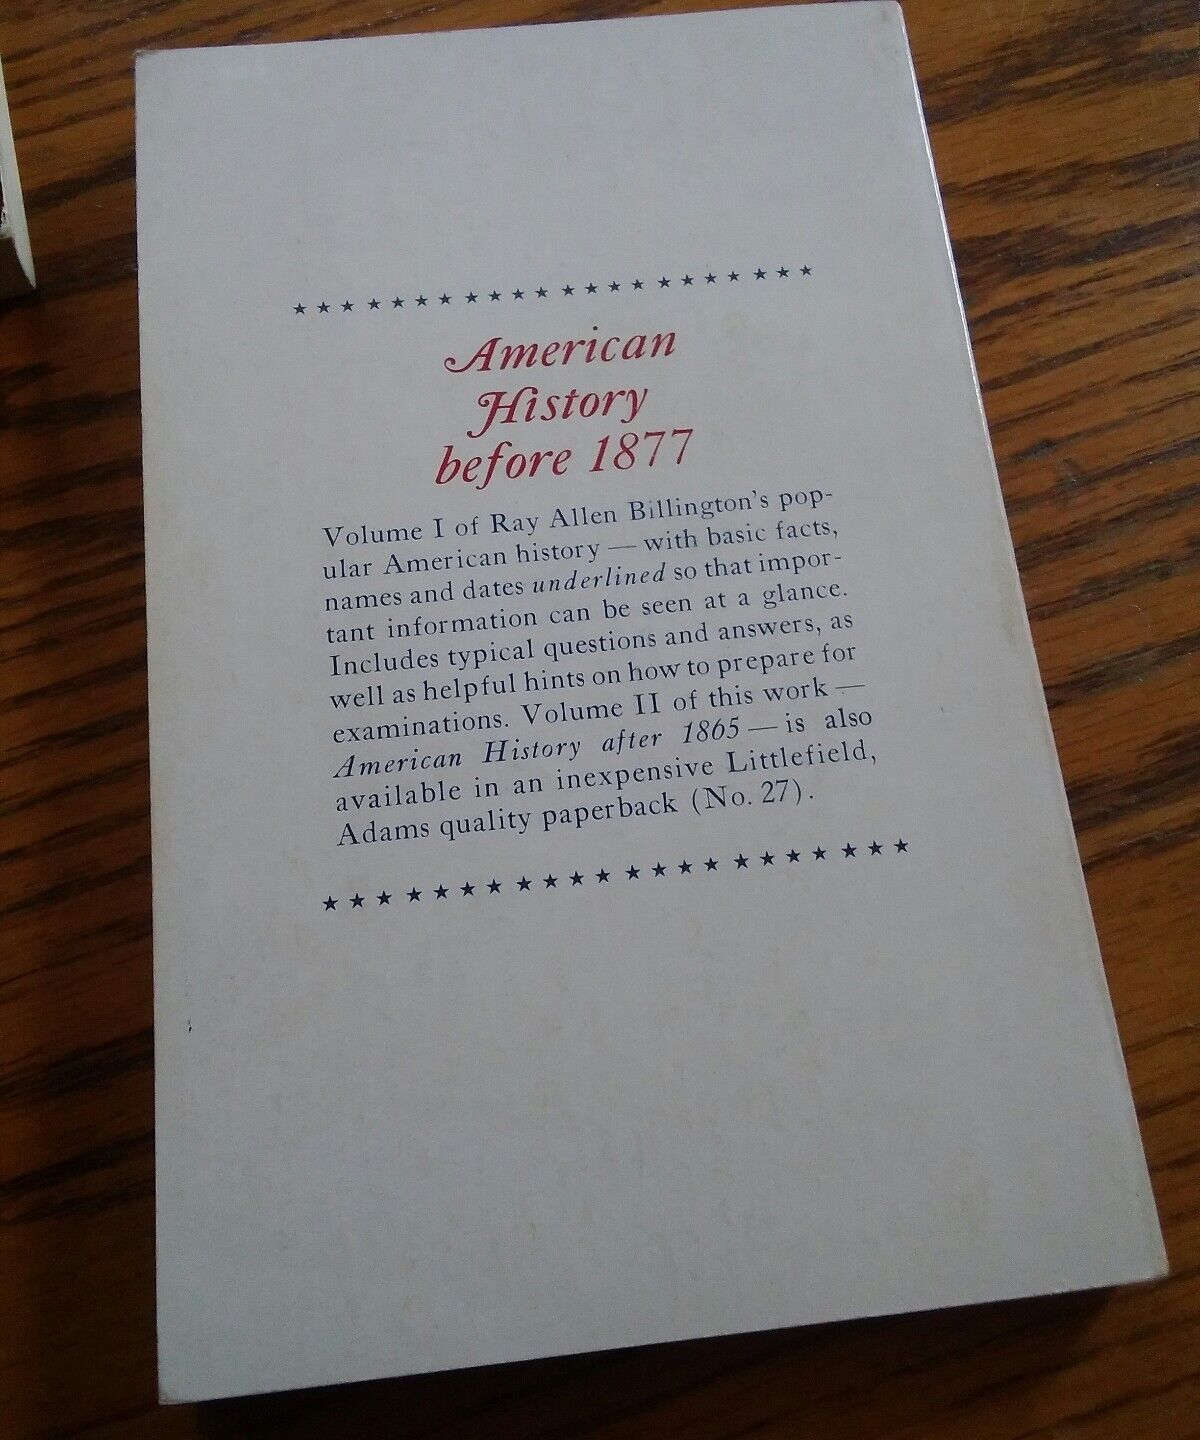 ★ ★ ★ ★ ★ ★ ★ ★ ★ ★ ★ ★ ★ ★ ★ ★ ★ ★ ★ ★ ★ ★
American
History
before 1877
Volume I of Ray Allen Billington's pop-
ular American history — with basic facts,
names and dates underlined so that impor-
tant information can be seen at a glance.
Includes typical questions and answers, as
well as helpful hints on how to prepare for
examinations. Volume II of this work —
American History after 1865 — is also
available in an inexpensive Littlefield,
Adams quality paperback (No. 27).
★ ★ ★ ★ ★ ★ ★ ★ ★ ★ ★ ★ ★ ★ ★ ★ ★ ★ ★ ★ ★ ★